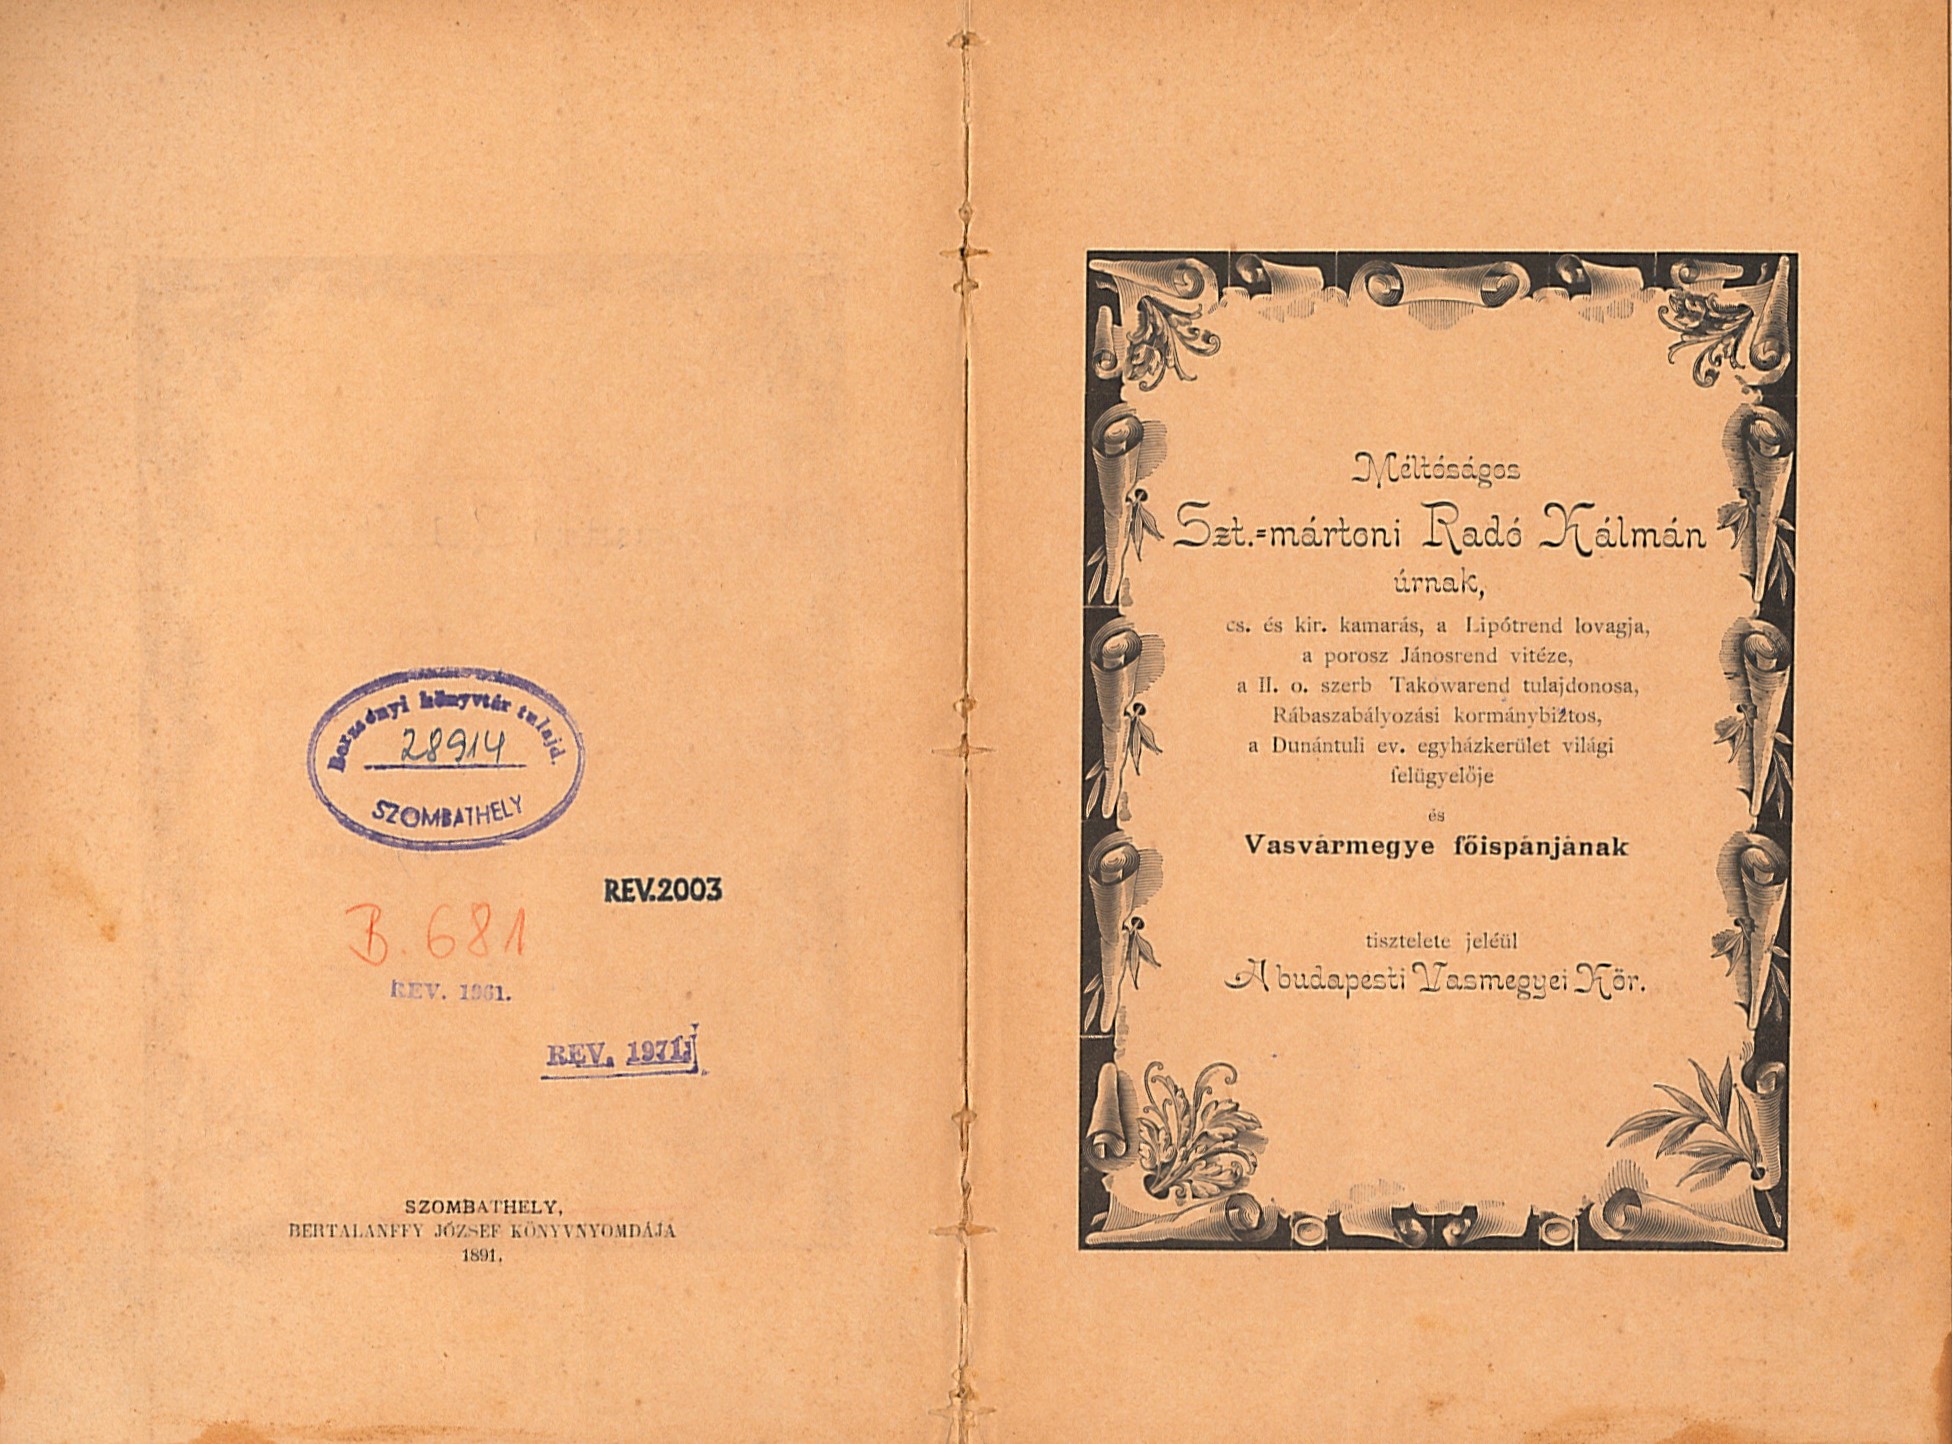 Berzsenyi könyvtár tulajd.
28914
SZOMBATHELY
REV.2003
B. 681
REV. 1961.
REV. 1971.
SZOMBATHELY,
BERTALANFFY JÓZSEF KÖNYVNYOMDÁJA
1891.
Méltóságos
Szt.-mártoni Radó Kálmán
úrnak,
cs. és kir. kamarás, a Lipótrend lovagja,
a porosz Jánosrend vitéze,
a II. o. szerb Takowarend tulajdonosa,
Rábaszabályozási kormánybiztos,
a Dunántuli ev. egyházkerület világi
felügyelője
és
Vasvármegye főispánjának
tisztelete jeléül
A budapesti Vasmegyei Kör.